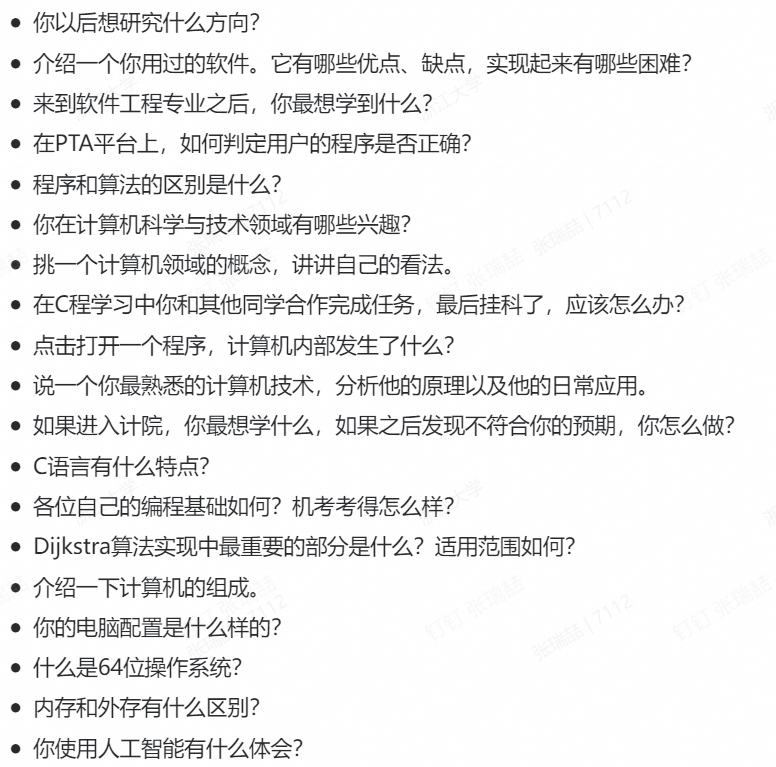 • 你以后想研究什么方向？
• 介绍一个你用过的软件。它有哪些优点、缺点，实现起来有哪些困难？
• 来到软件工程专业之后，你最想学到什么？
• 在PTA平台上，如何判定用户的程序是否正确？
• 程序和算法的区别是什么？
• 你在计算机科学与技术领域有哪些兴趣？
• 挑一个计算机领域的概念，讲讲自己的看法。
• 在C程学习中你和其他同学合作完成任务，最后挂科了，应该怎么办？
• 点击打开一个程序，计算机内部发生了什么？
• 说一个你最熟悉的计算机技术，分析他的原理以及他的日常应用。
• 如果进入计院，你最想学什么，如果之后发现不符合你的预期，你怎么做？
• C语言有什么特点？
• 各位自己的编程基础如何？机考考得怎么样？
• Dijkstra算法实现中最重要的部分是什么？适用范围如何？
• 介绍一下计算机的组成。
• 你的电脑配置是什么样的？
• 什么是64位操作系统？
• 内存和外存有什么区别？
• 你使用人工智能有什么体会？